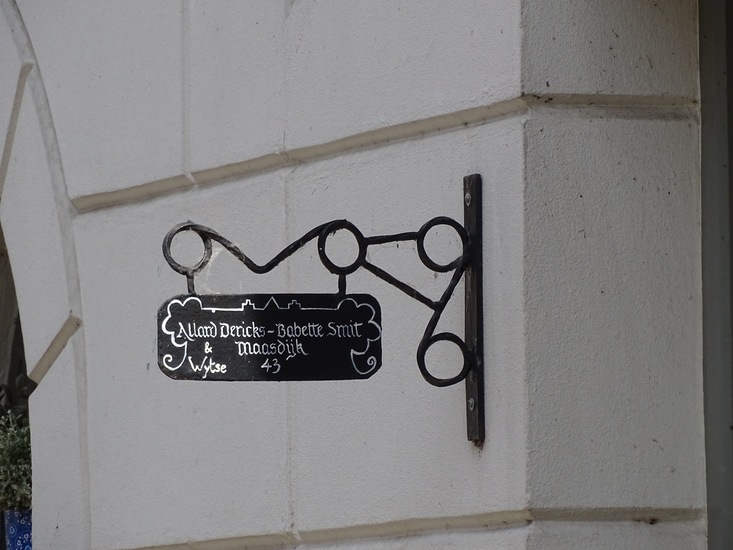 Allard Dericks - Babette Smit
& Maasdijk
Wytse 43